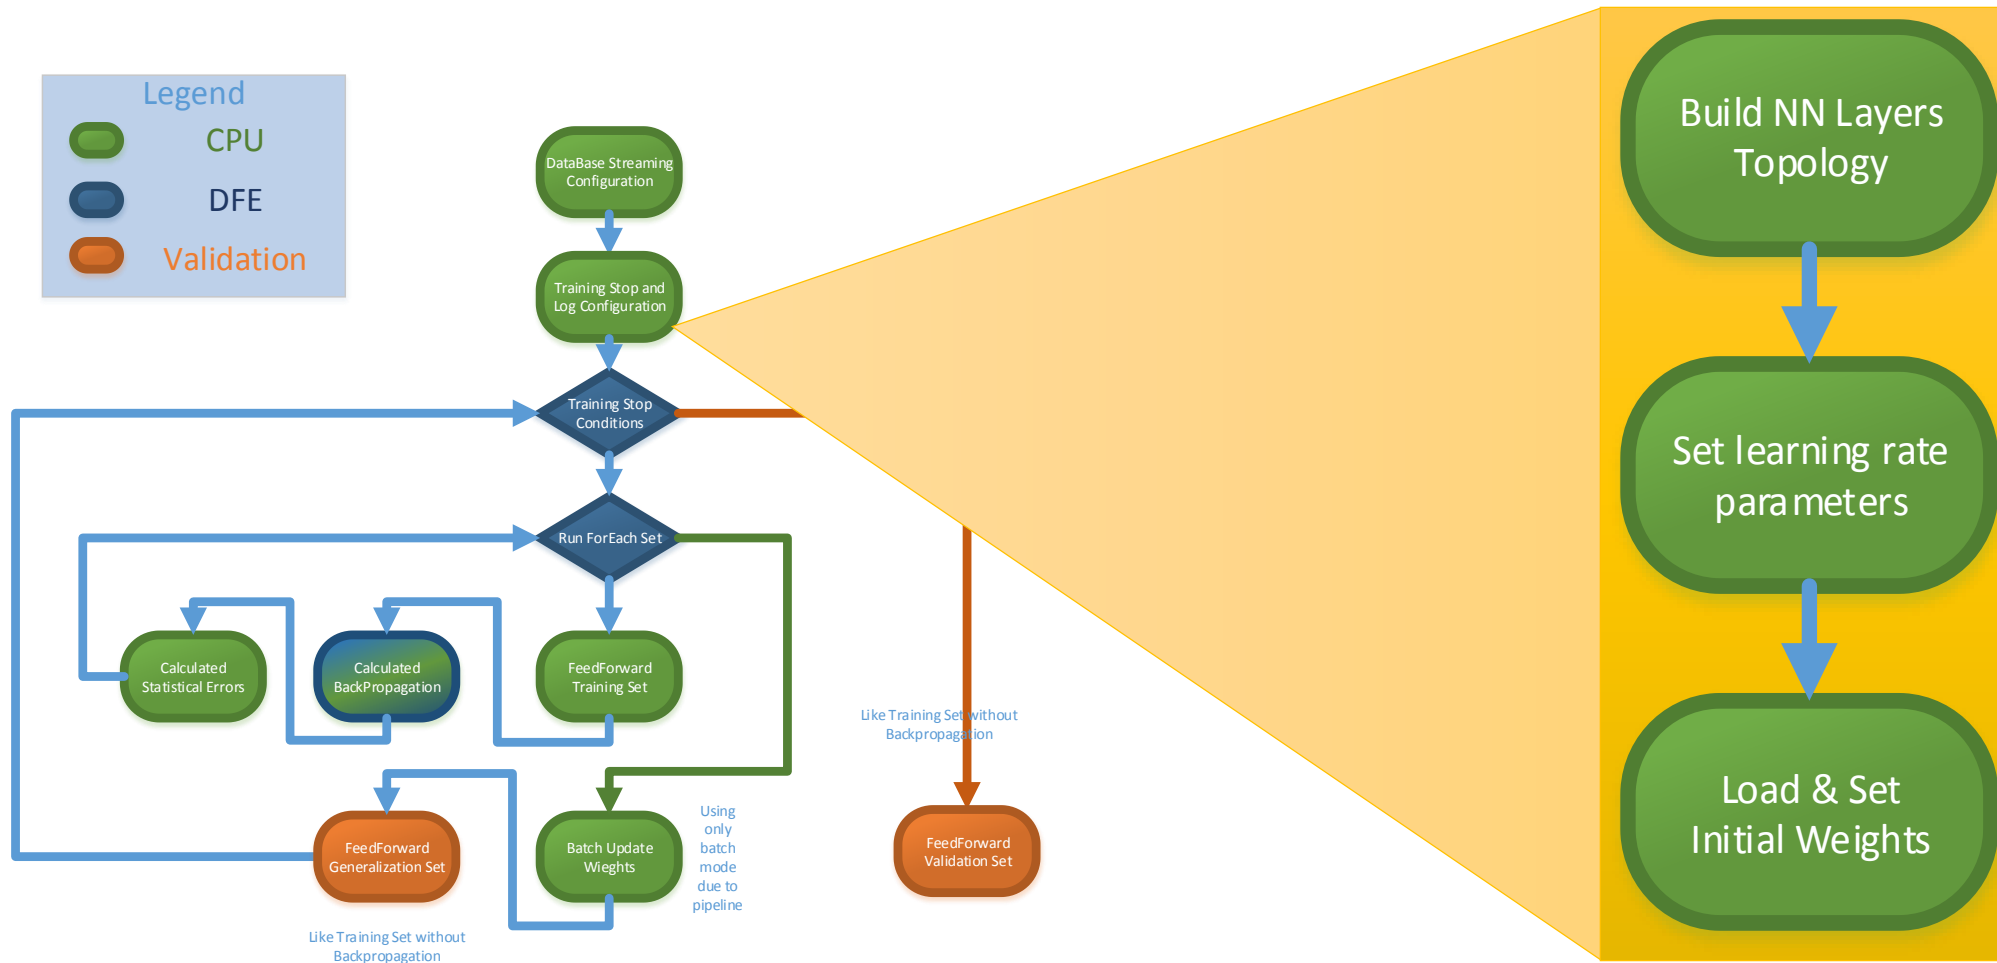 Legend
CPU
DFE
Validation
DataBase Streaming
Configuration
Training Stop and
Log Configuration
Training Stop
Conditions
Run ForEach Set
Calculated
Statistical Errors
Calculated
BackPropagation
FeedForward
Training Set
Like Training Set without
Backpropagation
FeedForward
Generalization Set
Batch Update
Wieghts
Using
only
batch
mode
due to
pipeline
FeedForward
Validation Set
Like Training Set without
Backpropagation
Build NN Layers
Topology
Set learning rate
parameters
Load & Set
Initial Weights